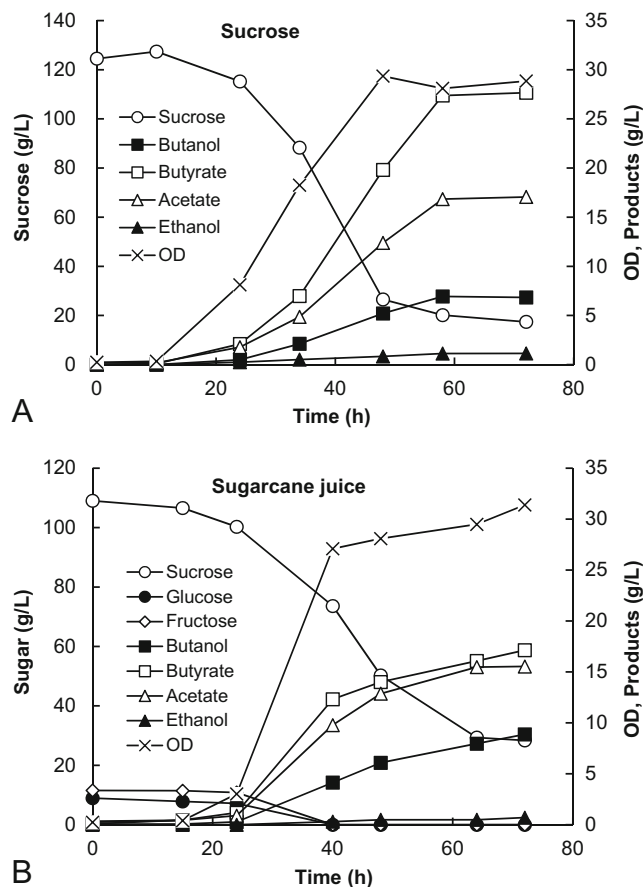 Sucrose
140
120
100
80
60
40
20
0
Sucrose (g/L)
Sucrose
Butanol
Butyrate
Acetate
Ethanol
OD
35
30
25
20
15
10
5
0
OD, Products (g/L)
0 20 40 60 80
Time (h)
A
Sugarcane juice
120
100
80
60
40
20
0
Sugar (g/L)
Sucrose
Glucose
Fructose
Butanol
Butyrate
Acetate
Ethanol
OD
35
30
25
20
15
10
5
0
OD, Products (g/L)
0 20 40 60 80
Time (h)
B